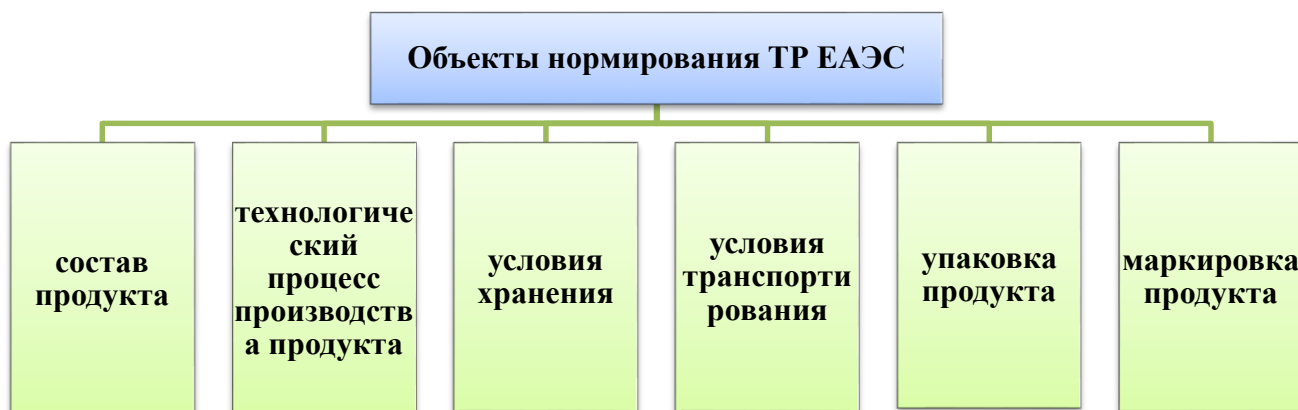 Объекты нормирования ТР ЕАЭС
состав
продукта
технологиче
ский
процесс
производств
а продукта
условия
хранения
условия
транспорти
рования
упаковка
продукта
маркировка
продукта